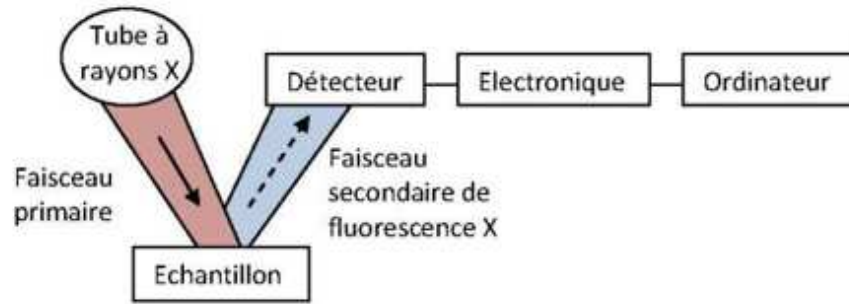 Tube à
rayons X
Détecteur
Electronique
Ordinateur
Faisceau
primaire
Faisceau
secondaire de
fluorescence X
Echantillon